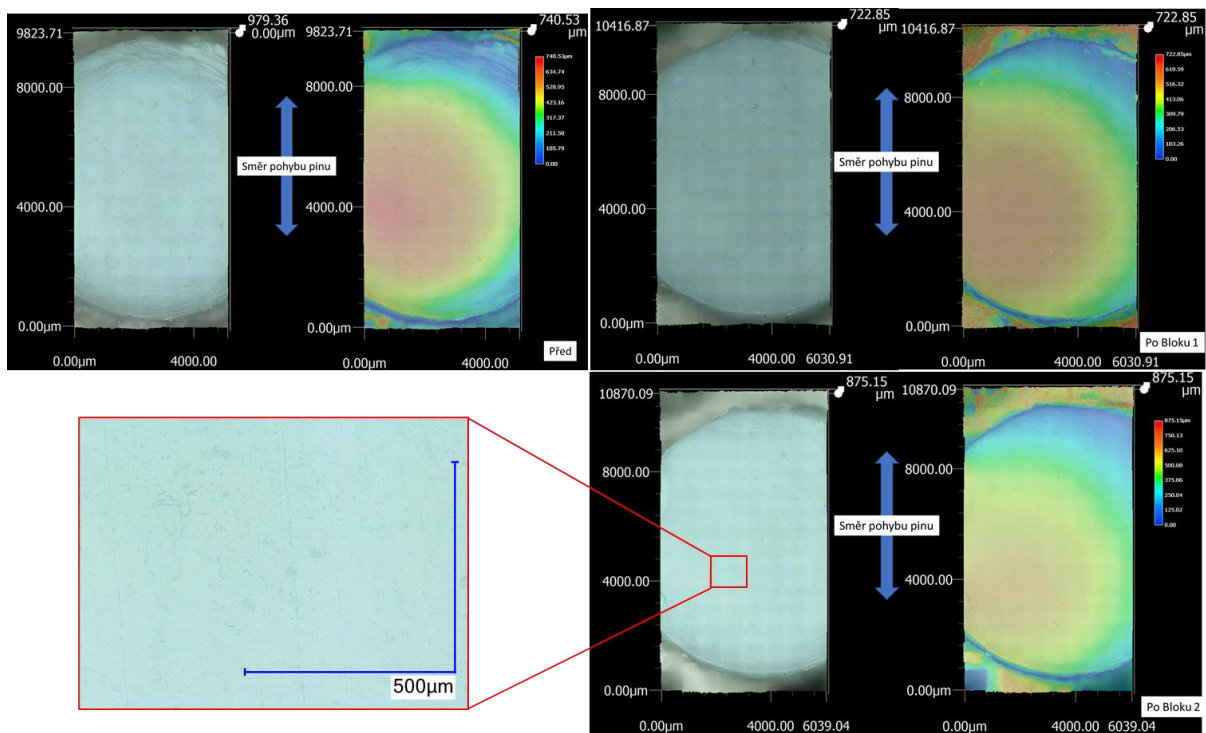 979.36
9823.71
0.00µm
8000.00
4000.00
0.00µm
0.00µm
4000.00
Směr pohybu pinu
740.53
µm
9823.71
8000.00
4000.00
0.00µm
0.00µm
4000.00
740.53µm
634.74
528.95
423.16
317.37
211.58
105.79
0.00
Před
722.85
µm
10416.87
8000.00
4000.00
0.00µm
0.00µm
4000.00 6030.91
Směr pohybu pinu
722.85
µm
10416.87
8000.00
4000.00
0.00µm
0.00µm
4000.00 6030.91
722.85µm
619.59
516.32
413.06
309.79
206.53
103.26
0.00
Po Bloku 1
500µm
875.15
µm
10870.09
8000.00
4000.00
0.00µm
0.00µm
4000.00 6039.04
Směr pohybu pinu
875.15
µm
10870.09
8000.00
4000.00
0.00µm
0.00µm
4000.00 6039.04
875.15µm
750.13
625.10
500.08
375.06
250.04
125.02
0.00
Po Bloku 2